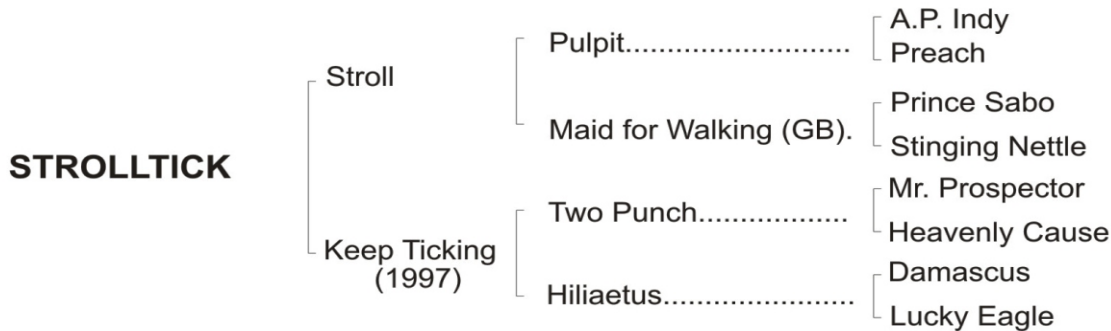 A.P. Indy
Pulpit...........................
Preach
Stroll
Prince Sabo
Maid for Walking (GB).
Stinging Nettle
STROLLTICK
Mr. Prospector
Two Punch..................
Heavenly Cause
Keep Ticking
(1997)
Damascus
Hiliaetus.......................
Lucky Eagle